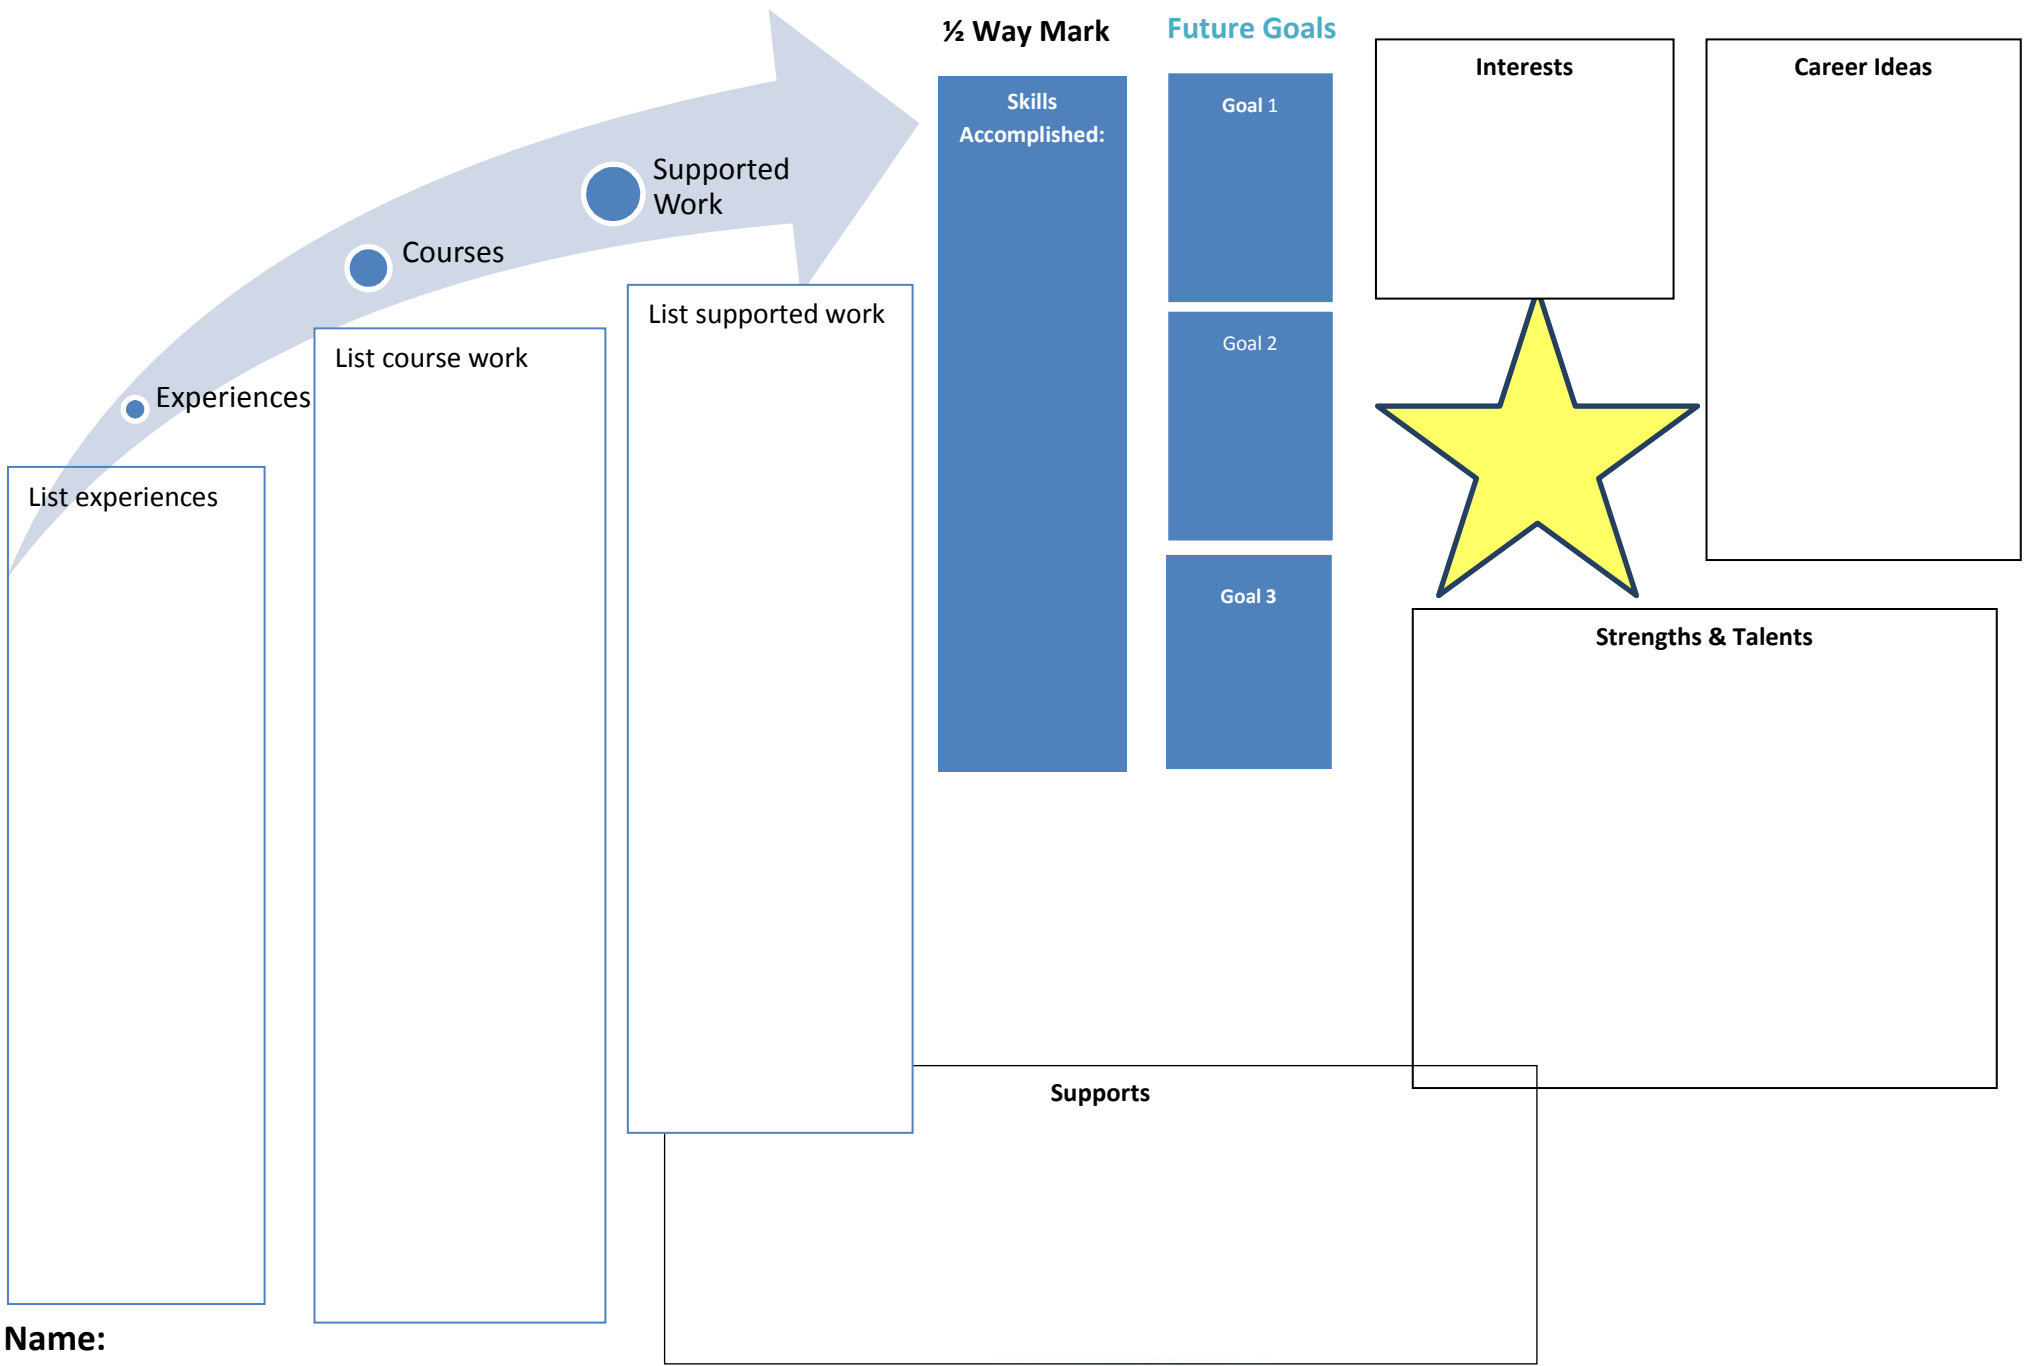 ½ Way Mark
Future Goals
Interests
Career Ideas
Skills
Accomplished:
Goal 1
Supported
Work
Courses
List supported work
Goal 2
List course work
Experiences
List experiences
Goal 3
Strengths & Talents
Supports
Name: